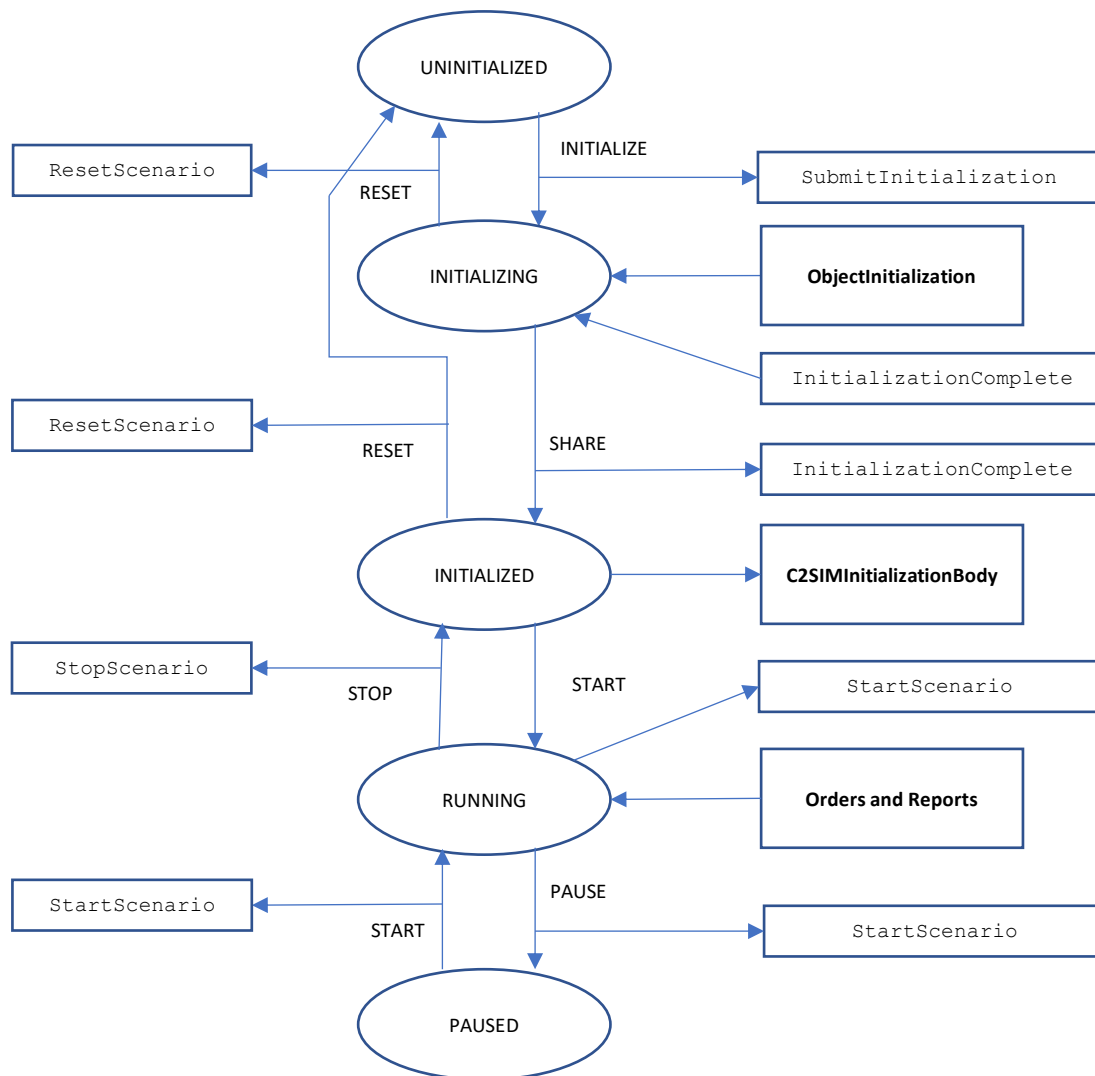 UNINITIALIZED
INITIALIZE
ResetScenario
SubmitInitialization
RESET
INITIALIZING
ObjectInitialization
InitializationComplete
ResetScenario
SHARE
RESET
InitializationComplete
INITIALIZED
C2SIMInitializationBody
StopScenario
START
StartScenario
STOP
RUNNING
Orders and Reports
PAUSE
StartScenario
START
StartScenario
PAUSED